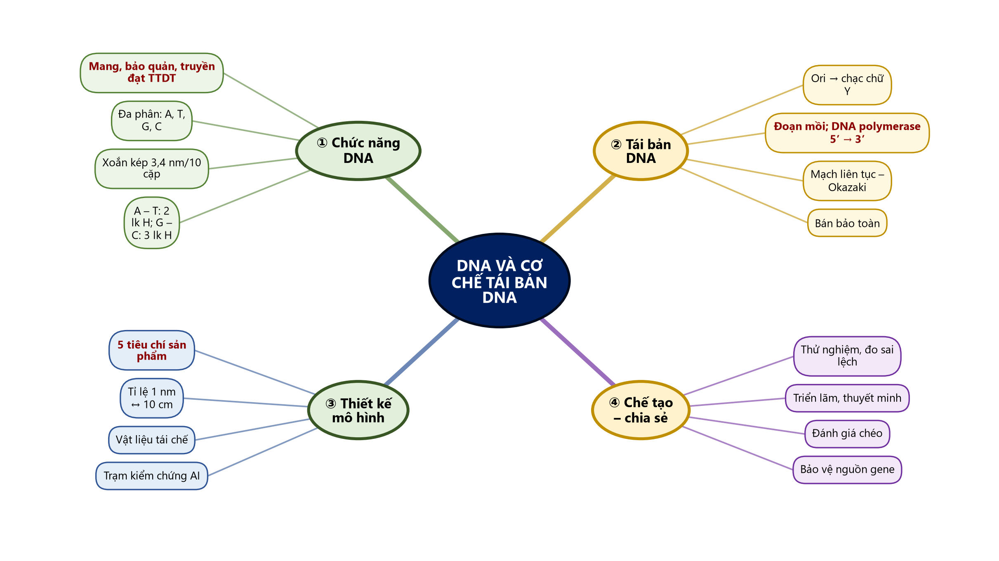 Mang, bảo quản, truyền
đạt TTDT
Đa phân: A, T,
G, C
Xoắn kép 3,4 nm/10
cặp
A – T: 2
lk H; G –
C: 3 lk H
① Chức năng
DNA
② Tái bản
DNA
Ori → chạc chữ
Y
Đoạn mồi; DNA polymerase
5’ → 3’
Mạch liên tục –
Okazaki
Bán bảo toàn
DNA VÀ CƠ
CHẾ TÁI BẢN
DNA
5 tiêu chí sản
phẩm
Tỉ lệ 1 nm
↔ 10 cm
Vật liệu tái chế
Trạm kiểm chứng AI
③ Thiết kế
mô hình
④ Chế tạo
– chia sẻ
Thử nghiệm, đo sai
lệch
Triển lãm, thuyết minh
Đánh giá chéo
Bảo vệ nguồn gene